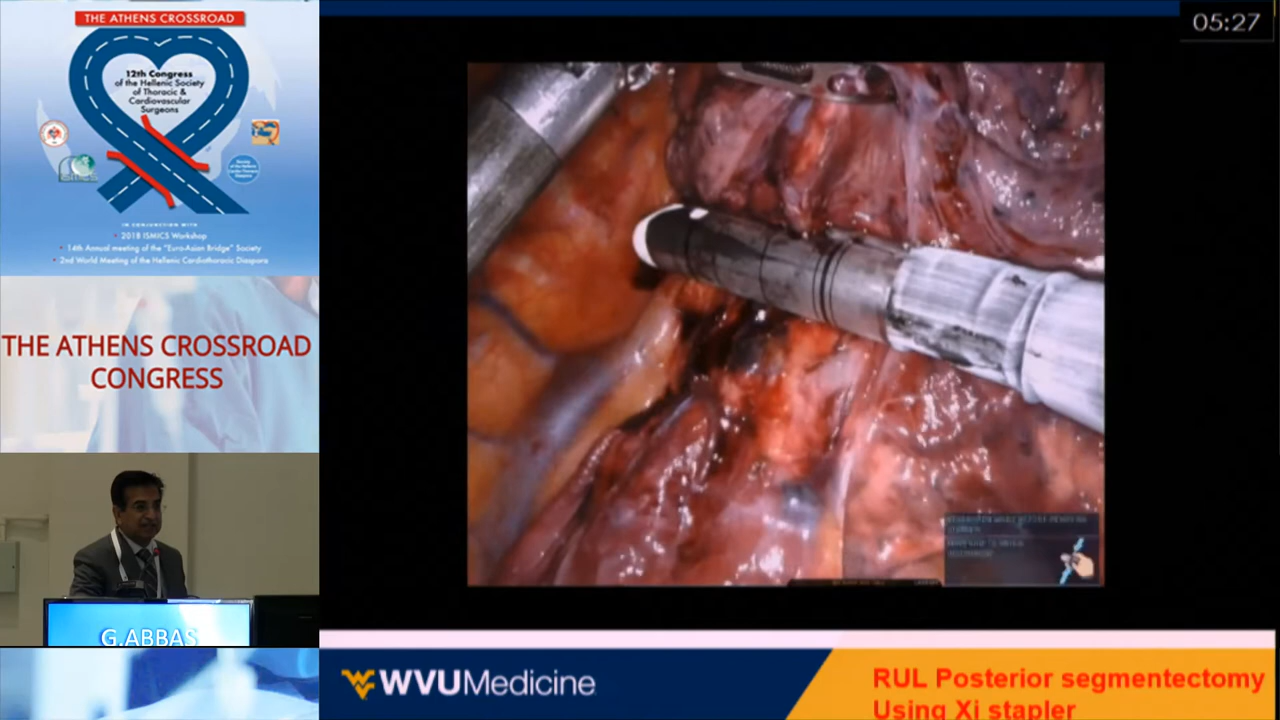 THE ATHENS CROSSROAD
12th Congress
of the Hellenic Society
of Thoracic &
Cardiovascular
Surgeons
IN CONJUNCTION WITH
• 2018 ISMICS Workshop
• 14th Annual meeting of the "Euro-Asian Bridge" Society
• 2nd World Meeting of the Hellenic Cardiothoracic Diaspora
THE ATHENS CROSSROAD
CONGRESS
G.ABBAS
05:27
WVUMedicine
RUL Posterior segmentectomy
Using Xi stapler